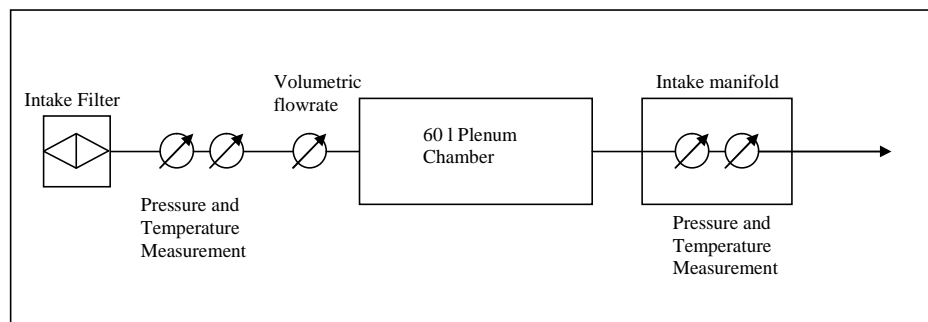 Intake Filter
Volumetric
flowrate
Intake manifold
60 l Plenum
Chamber
Pressure and
Temperature
Measurement
Pressure and
Temperature
Measurement